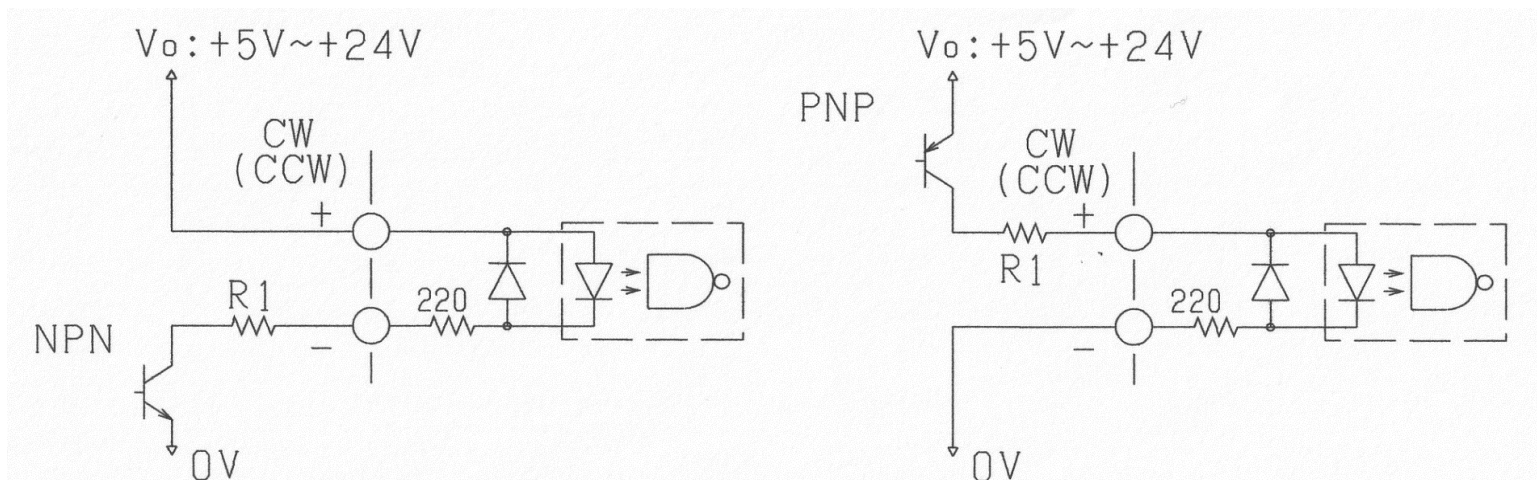 Vo:+5V~+24V
CW
(CCW)
+
R1
220
NPN
−
0V
Vo:+5V~+24V
PNP
CW
(CCW)
+
R1
220
−
0V